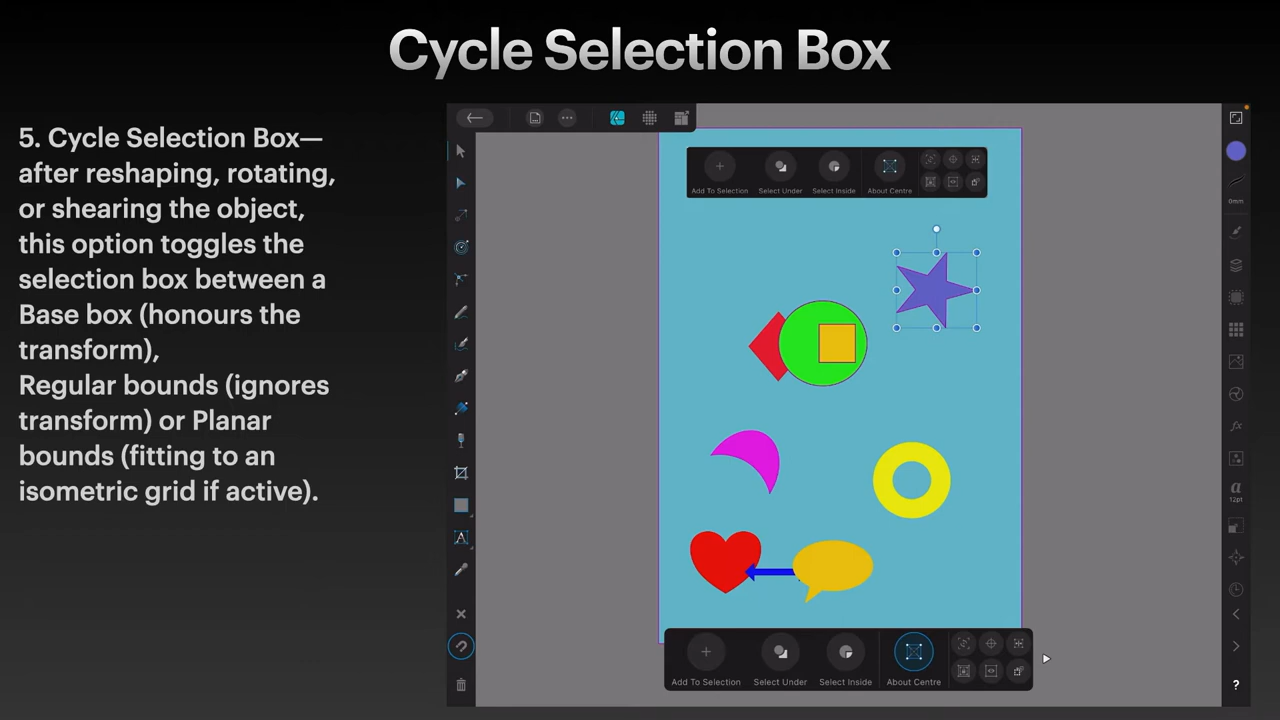 Cycle Selection Box
5. Cycle Selection Box—
after reshaping, rotating,
or shearing the object,
this option toggles the
selection box between a
Base box (honours the
transform),
Regular bounds (ignores
transform) or Planar
bounds (fitting to an
isometric grid if active).
Add To Selection Select Under Select Inside About Centre
0mm
fx
a
12pt
A
Add To Selection Select Under Select Inside About Centre
?